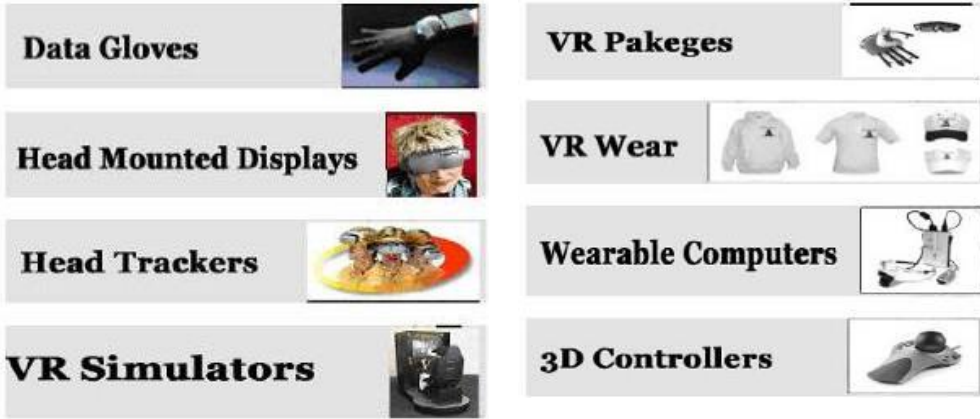 Data Gloves
Head Mounted Displays
Head Trackers
VR Simulators
VR Pakeges
VR Wear
Wearable Computers
3D Controllers